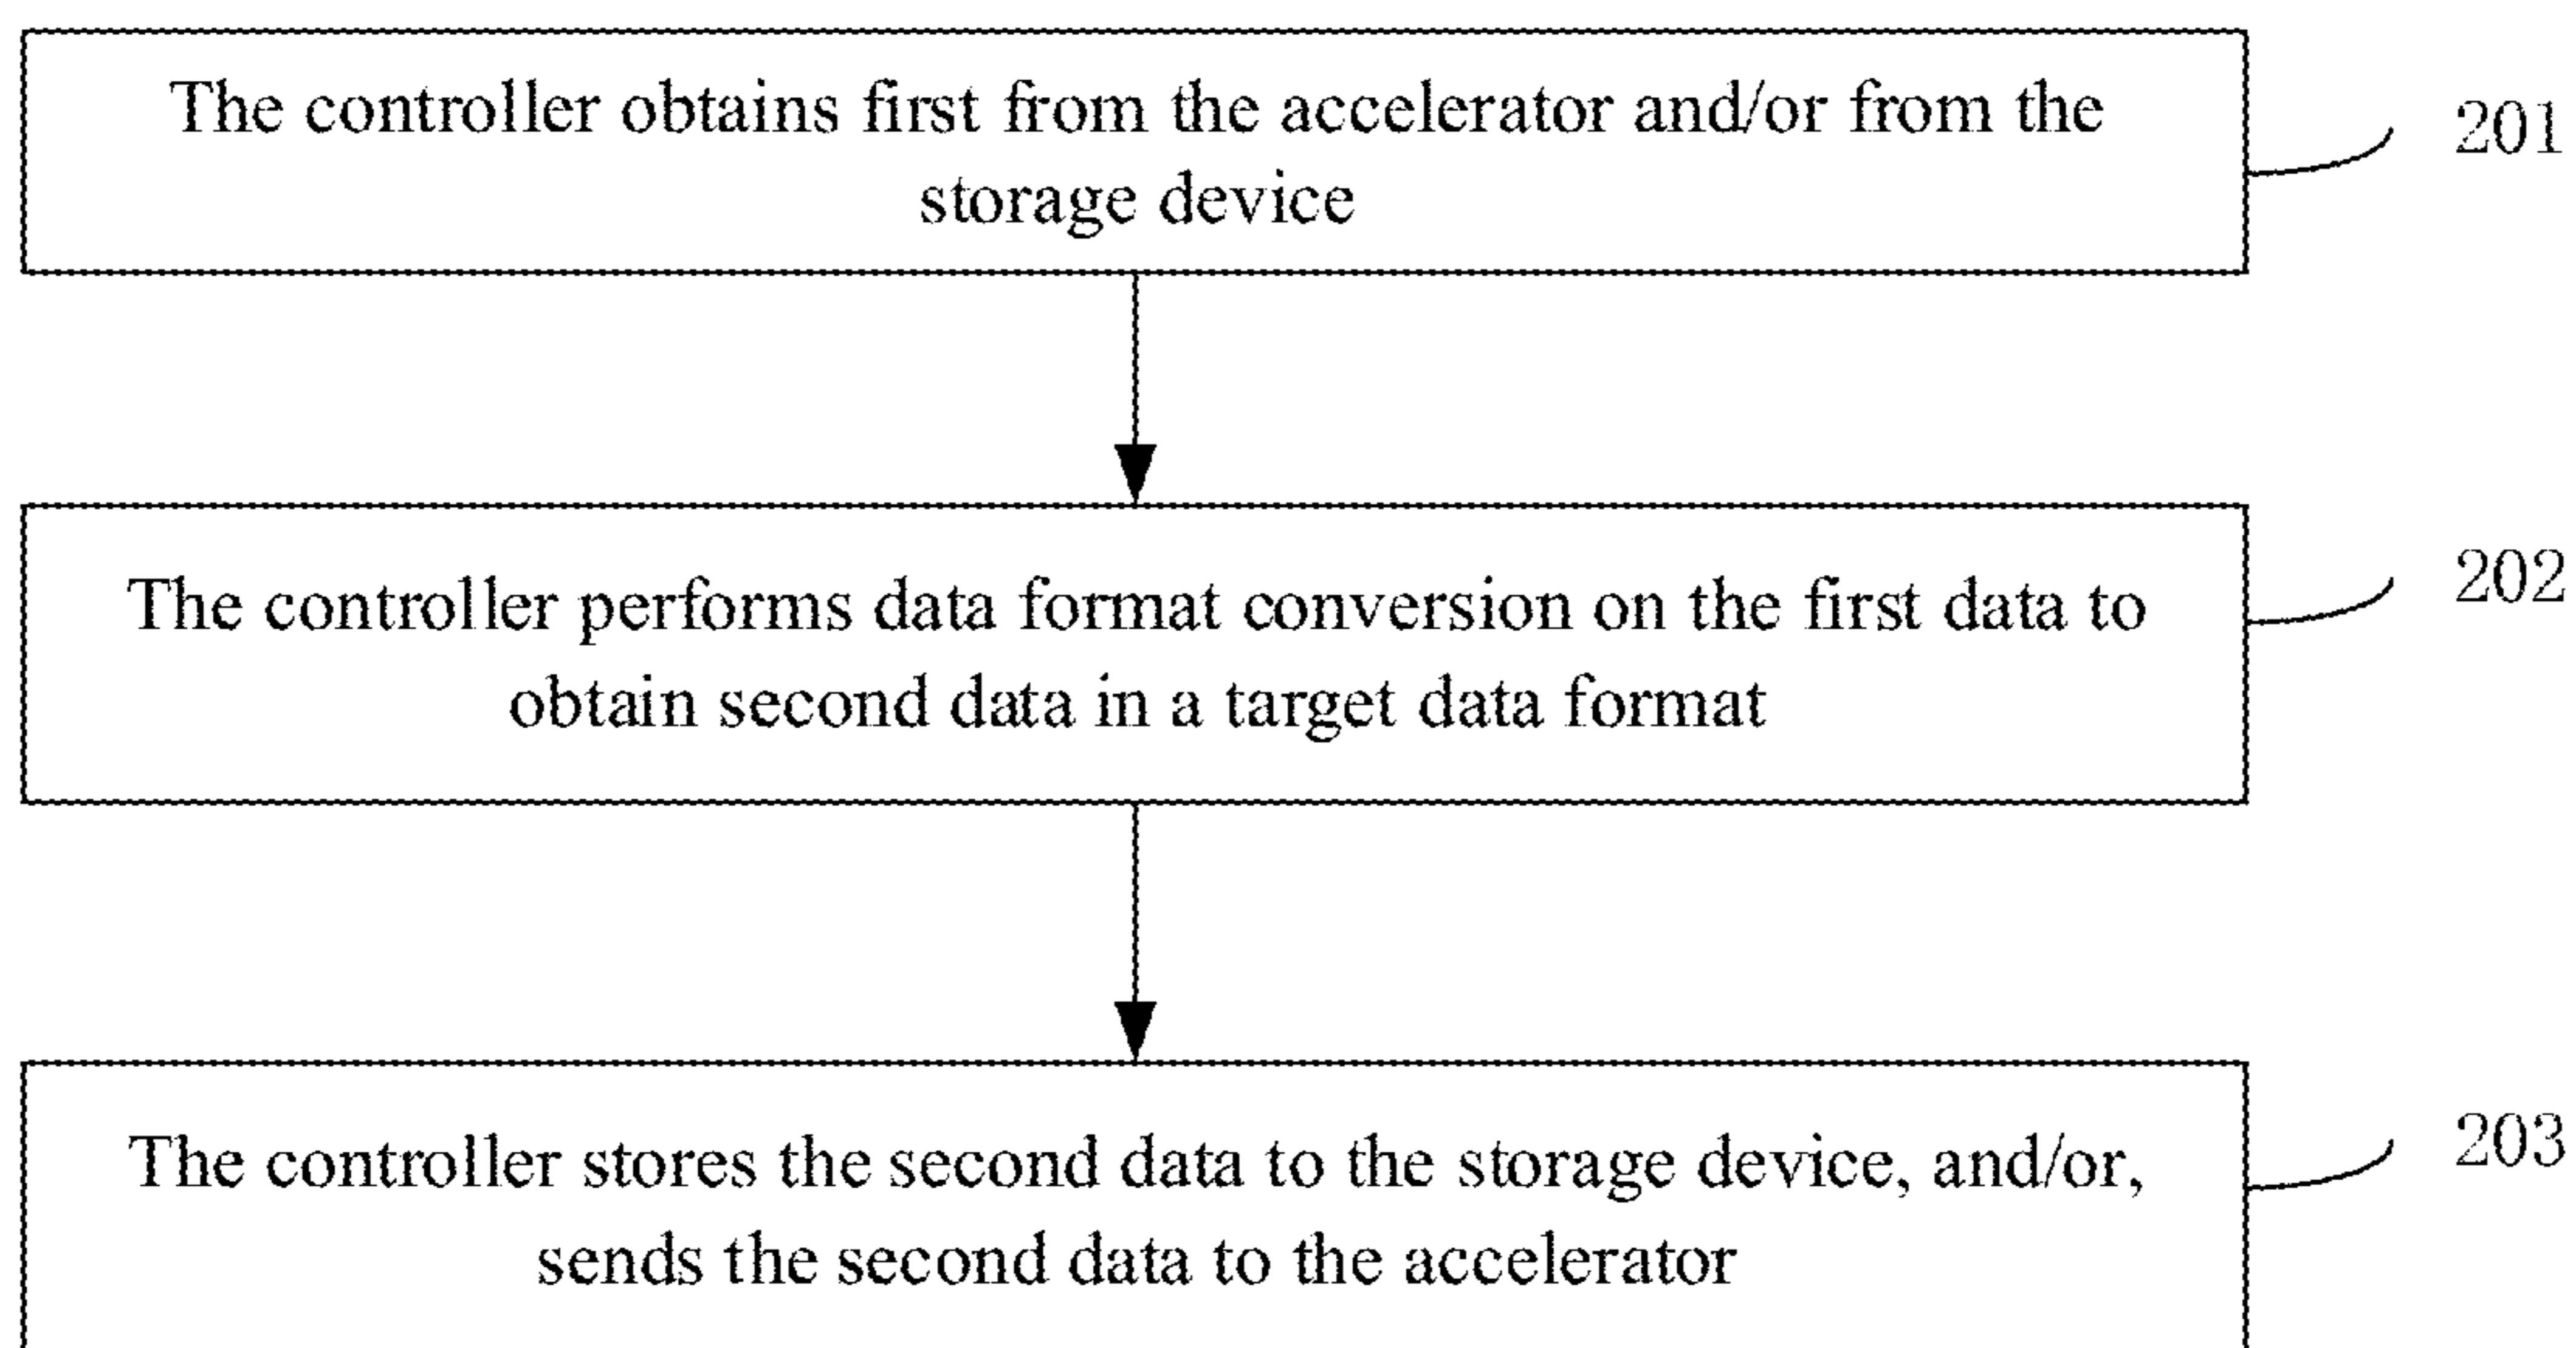 The controller obtains first from the accelerator and/or from the
storage device
201
The controller performs data format conversion on the first data to
obtain second data in a target data format
202
The controller stores the second data to the storage device, and/or,
sends the second data to the accelerator
203